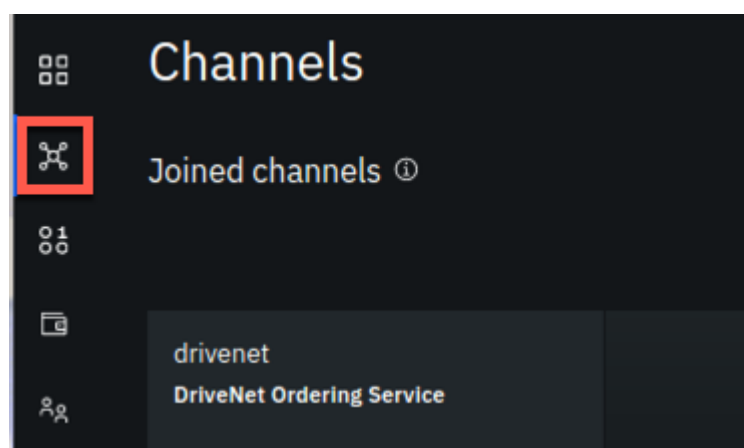 Channels
Joined channels
drivenet
DriveNet Ordering Service